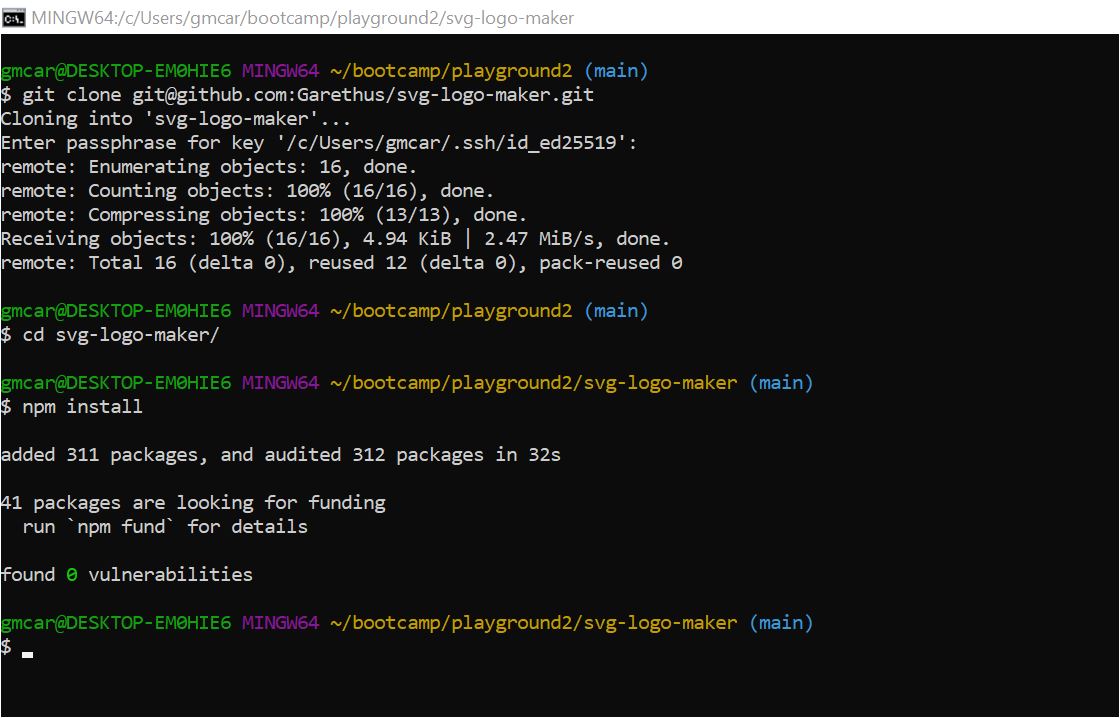 MINGW64:/c/Users/gmcar/bootcamp/playground2/svg-logo-maker
gmcar@DESKTOP-EM0HIE6 MINGW64 ~/bootcamp/playground2 (main)
$ git clone git@github.com:Garethus/svg-logo-maker.git
Cloning into 'svg-logo-maker'...
Enter passphrase for key '/c/Users/gmcar/.ssh/id_ed25519':
remote: Enumerating objects: 16, done.
remote: Counting objects: 100% (16/16), done.
remote: Compressing objects: 100% (13/13), done.
Receiving objects: 100% (16/16), 4.94 KiB | 2.47 MiB/s, done.
remote: Total 16 (delta 0), reused 12 (delta 0), pack-reused 0
gmcar@DESKTOP-EM0HIE6 MINGW64 ~/bootcamp/playground2 (main)
$ cd svg-logo-maker/
gmcar@DESKTOP-EM0HIE6 MINGW64 ~/bootcamp/playground2/svg-logo-maker (main)
$ npm install
added 311 packages, and audited 312 packages in 32s
41 packages are looking for funding
  run `npm fund` for details
found 0 vulnerabilities
gmcar@DESKTOP-EM0HIE6 MINGW64 ~/bootcamp/playground2/svg-logo-maker (main)
$